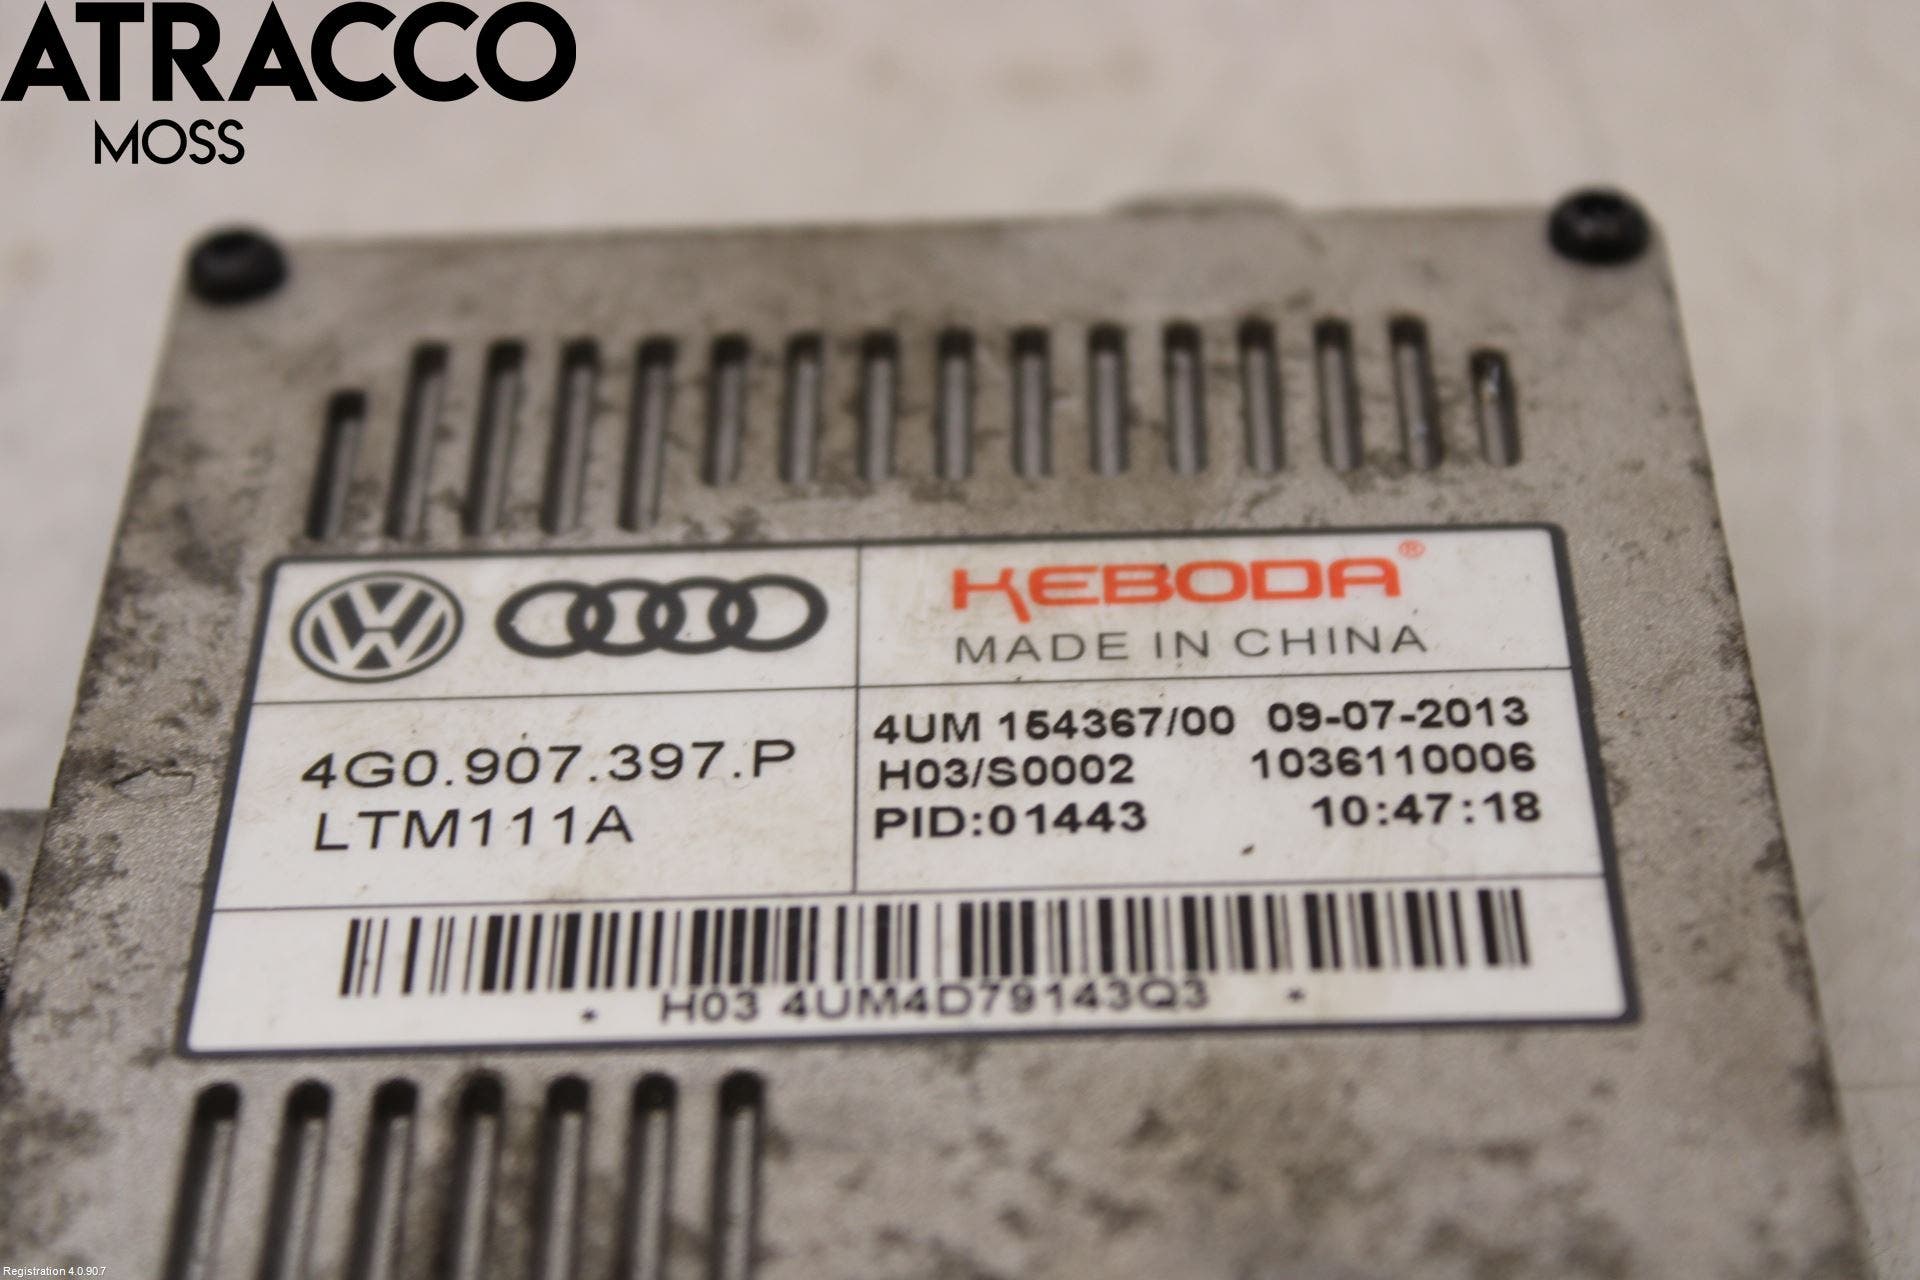 ATRACCO
MOSS
KEBODA®
MADE IN CHINA
4G0.907.397.P
LTM111A
4UM 154367/00 09-07-2013
H03/S0002 1036110006
PID:01443 10:47:18
* H03 4UM4D79143Q3 *
Registration 4.0.90.7